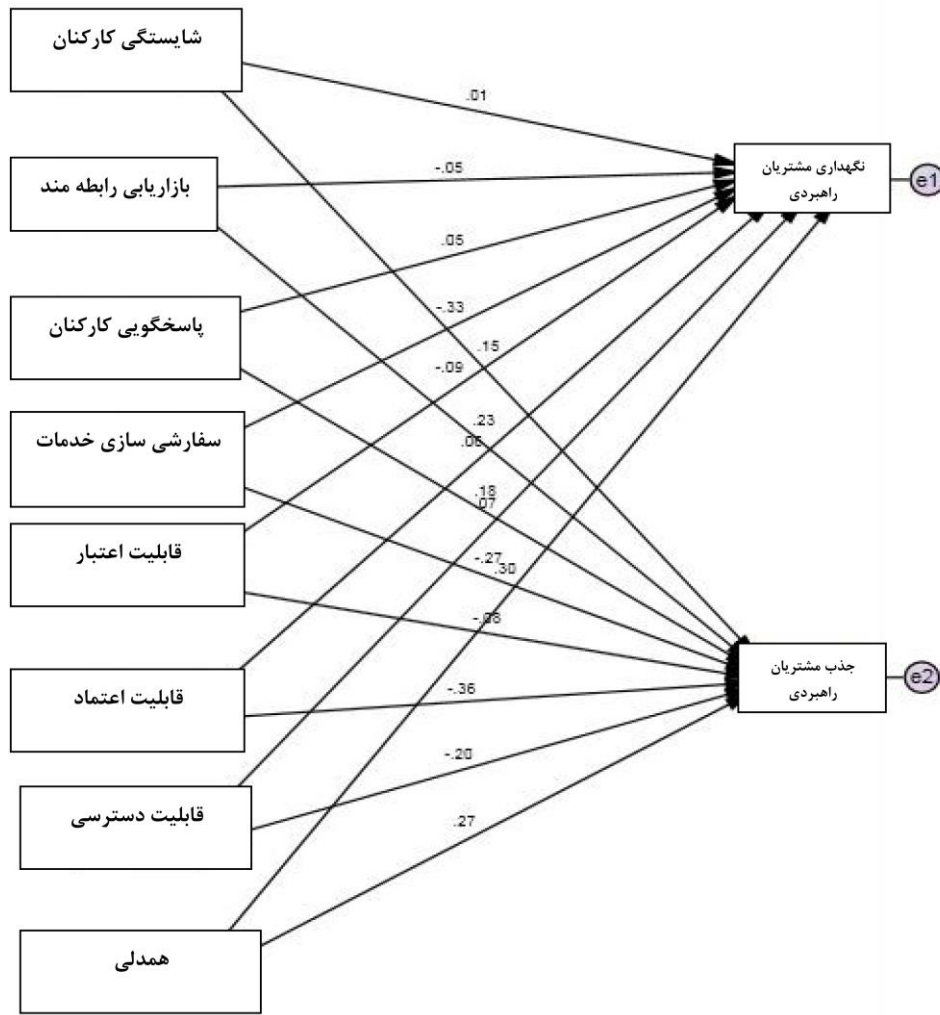 شایستگی کارکنان
.01
نگهداری مشتریان
راهبردی
e1
بازاریابی رابطه مند
-.05
.05
پاسخگویی کارکنان
-.33
.15
-.09
سفارشی سازی خدمات
.23
.06
.18
.07
قابلیت اعتبار
-.27
.30
-.08
جذب مشتریان
راهبردی
e2
قابلیت اعتماد
-.36
-.20
قابلیت دسترسی
.27
همدلی